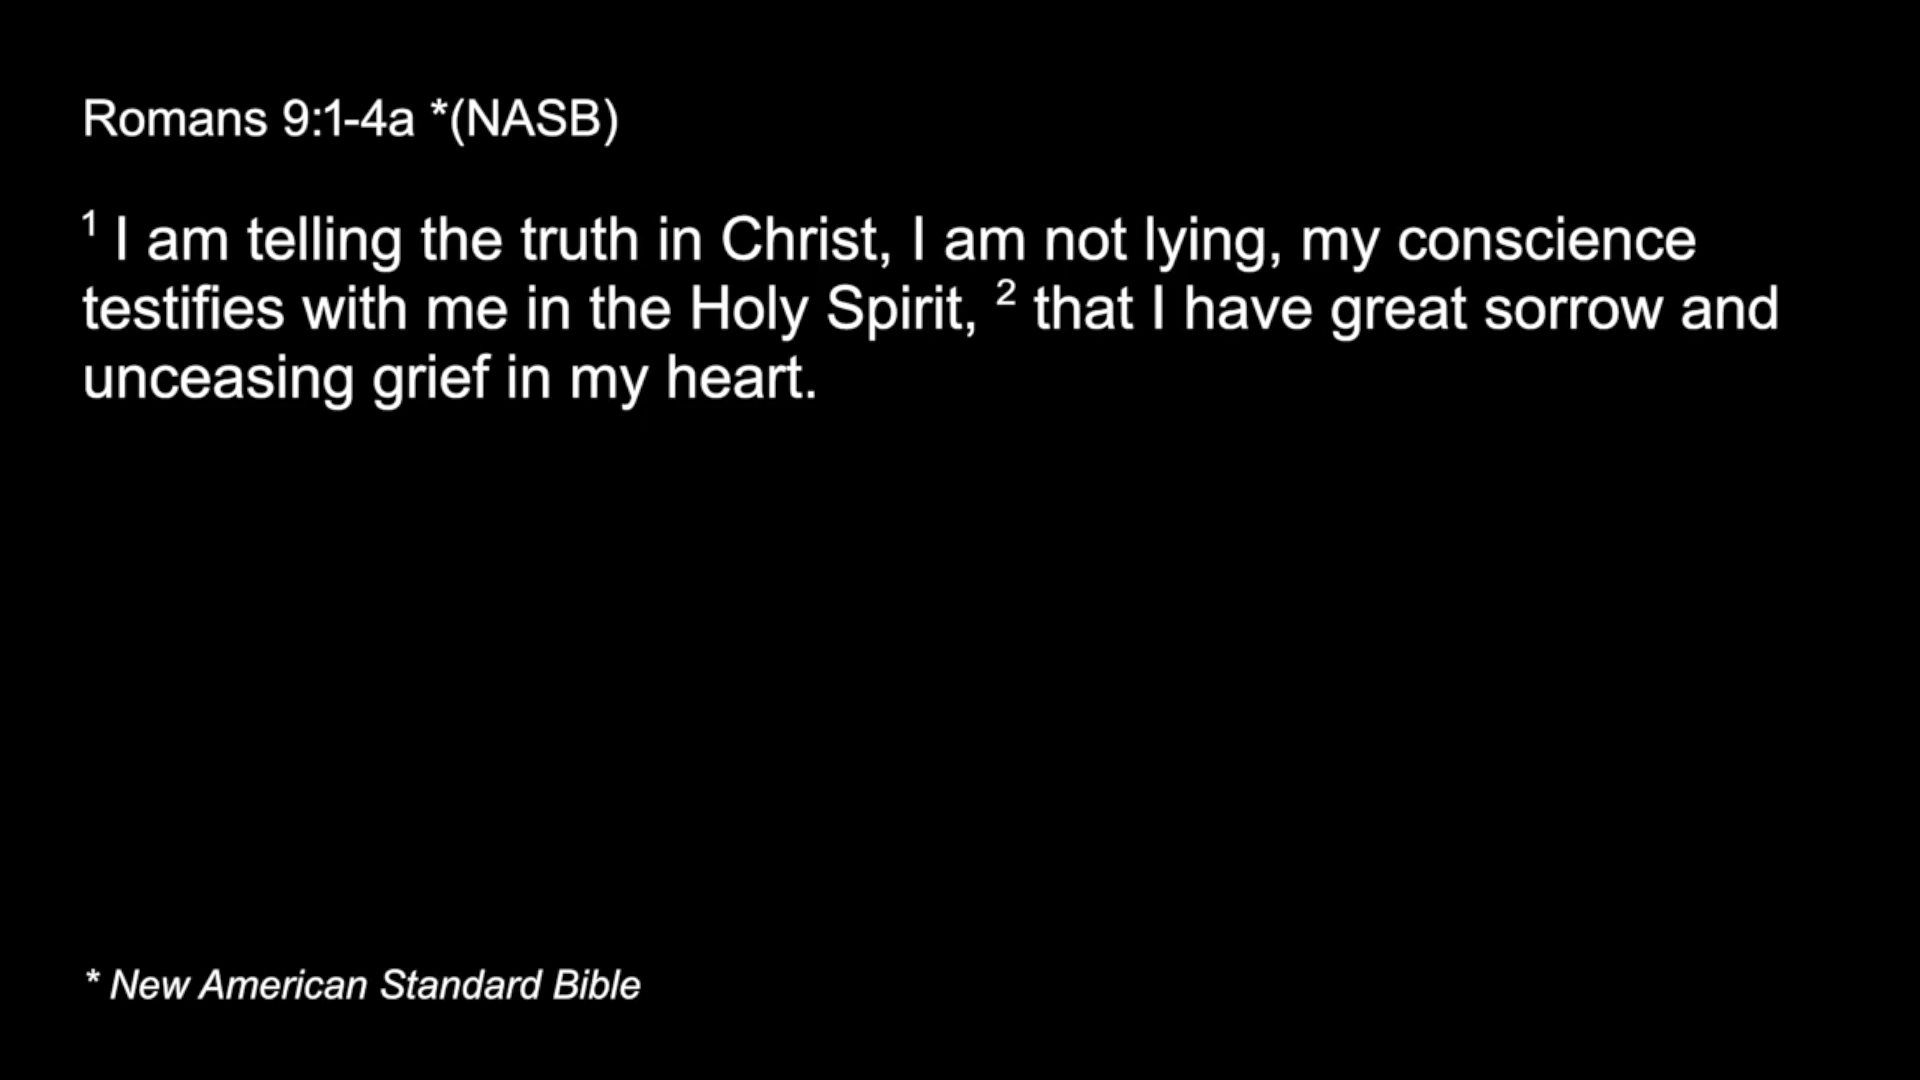 Romans 9:1-4a *(NASB)
1 I am telling the truth in Christ, I am not lying, my conscience
testifies with me in the Holy Spirit, 2 that I have great sorrow and
unceasing grief in my heart.
* New American Standard Bible